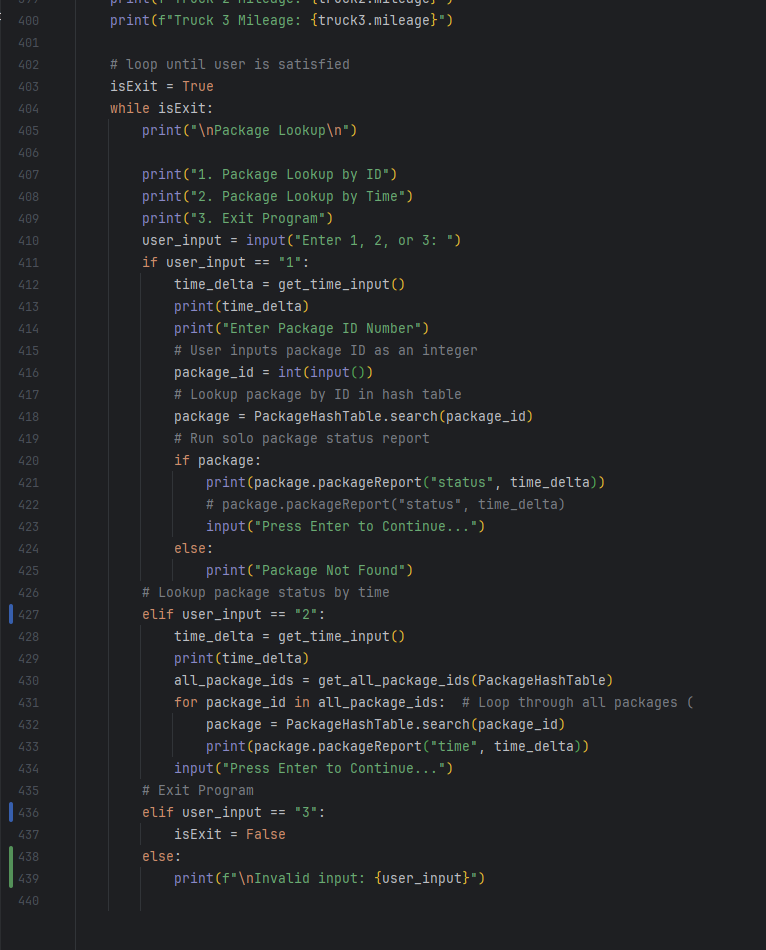 399 print(f"Truck 2 Mileage: {truck2.mileage}")
400 print(f"Truck 3 Mileage: {truck3.mileage}")
401
402 # loop until user is satisfied
403 isExit = True
404 while isExit:
405     print("\nPackage Lookup\n")
406
407     print("1. Package Lookup by ID")
408     print("2. Package Lookup by Time")
409     print("3. Exit Program")
410     user_input = input("Enter 1, 2, or 3: ")
411     if user_input == "1":
412         time_delta = get_time_input()
413         print(time_delta)
414         print("Enter Package ID Number")
415         # User inputs package ID as an integer
416         package_id = int(input())
417         # Lookup package by ID in hash table
418         package = PackageHashTable.search(package_id)
419         # Run solo package status report
420         if package:
421             print(package.packageReport("status", time_delta))
422             # package.packageReport("status", time_delta)
423             input("Press Enter to Continue...")
424         else:
425             print("Package Not Found")
426     # Lookup package status by time
427     elif user_input == "2":
428         time_delta = get_time_input()
429         print(time_delta)
430         all_package_ids = get_all_package_ids(PackageHashTable)
431         for package_id in all_package_ids:  # Loop through all packages (
432             package = PackageHashTable.search(package_id)
433             print(package.packageReport("time", time_delta))
434         input("Press Enter to Continue...")
435     # Exit Program
436     elif user_input == "3":
437         isExit = False
438     else:
439         print(f"\nInvalid input: {user_input}")
440